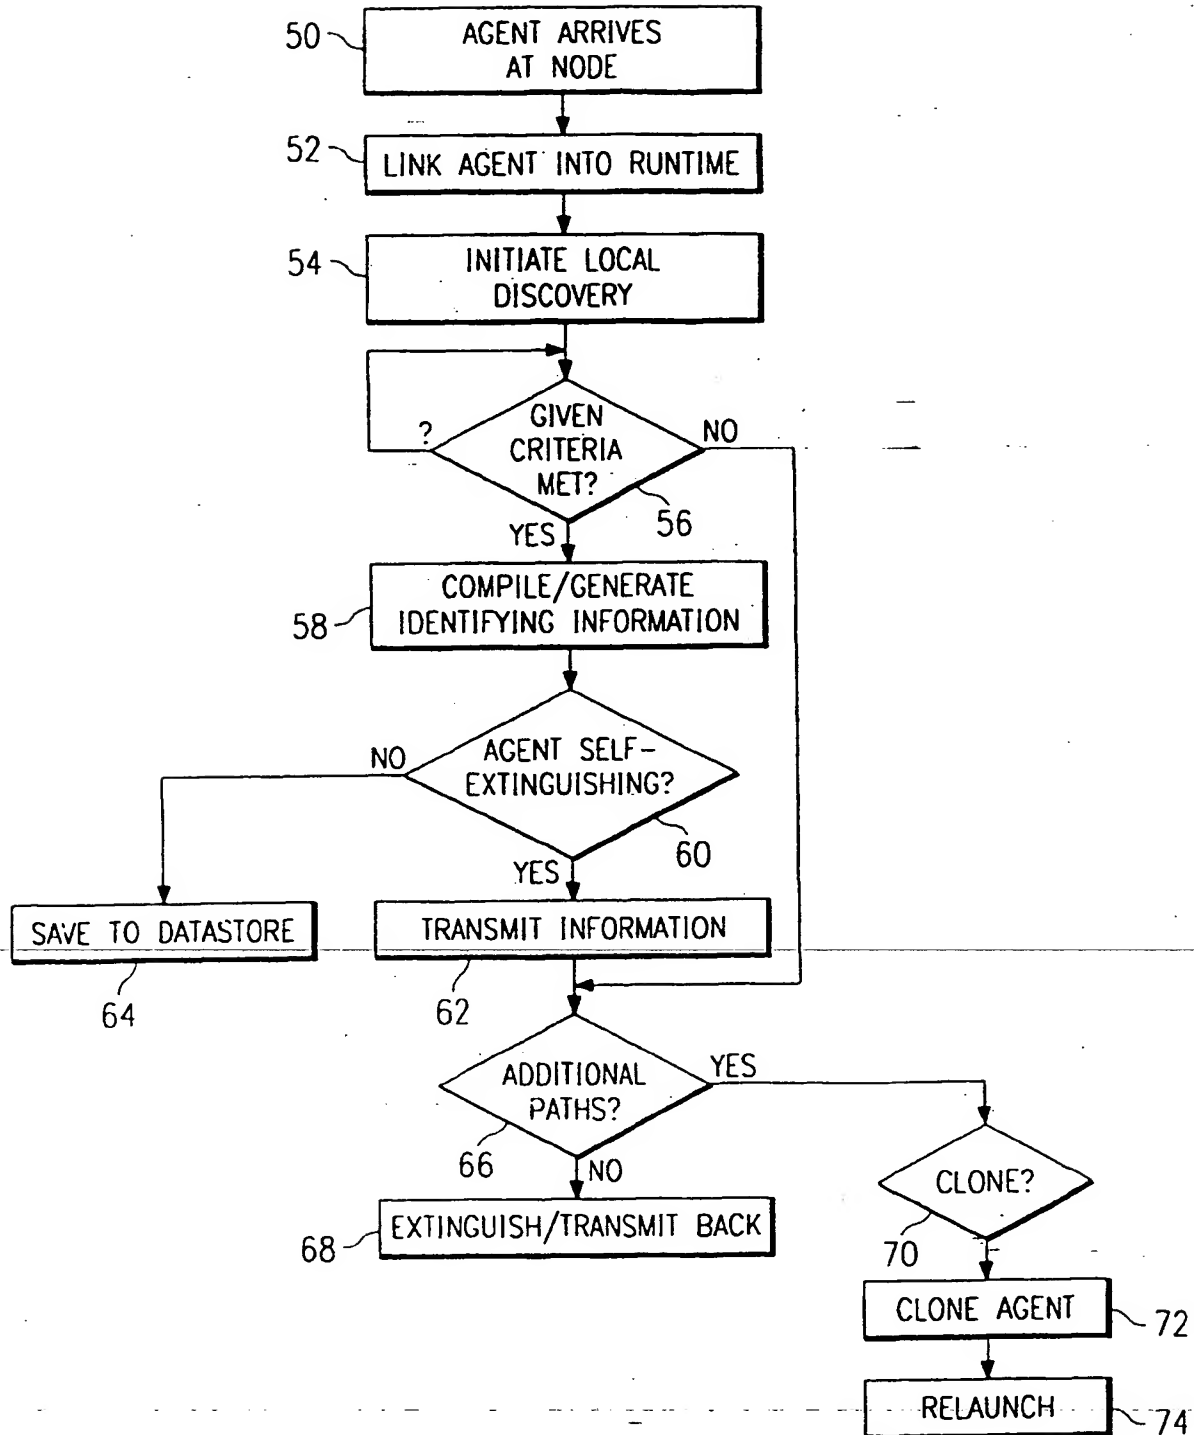 50
AGENT ARRIVES
AT NODE
52
LINK AGENT INTO RUNTIME
54
INITIATE LOCAL
DISCOVERY
?
GIVEN
CRITERIA
MET?
NO
56
YES
58
COMPILE/GENERATE
IDENTIFYING INFORMATION
NO
AGENT SELF-
EXTINGUISHING?
60
YES
SAVE TO DATASTORE
64
TRANSMIT INFORMATION
62
ADDITIONAL
PATHS?
YES
66
NO
68
EXTINGUISH/TRANSMIT BACK
CLONE?
70
CLONE AGENT
72
RELAUNCH
74